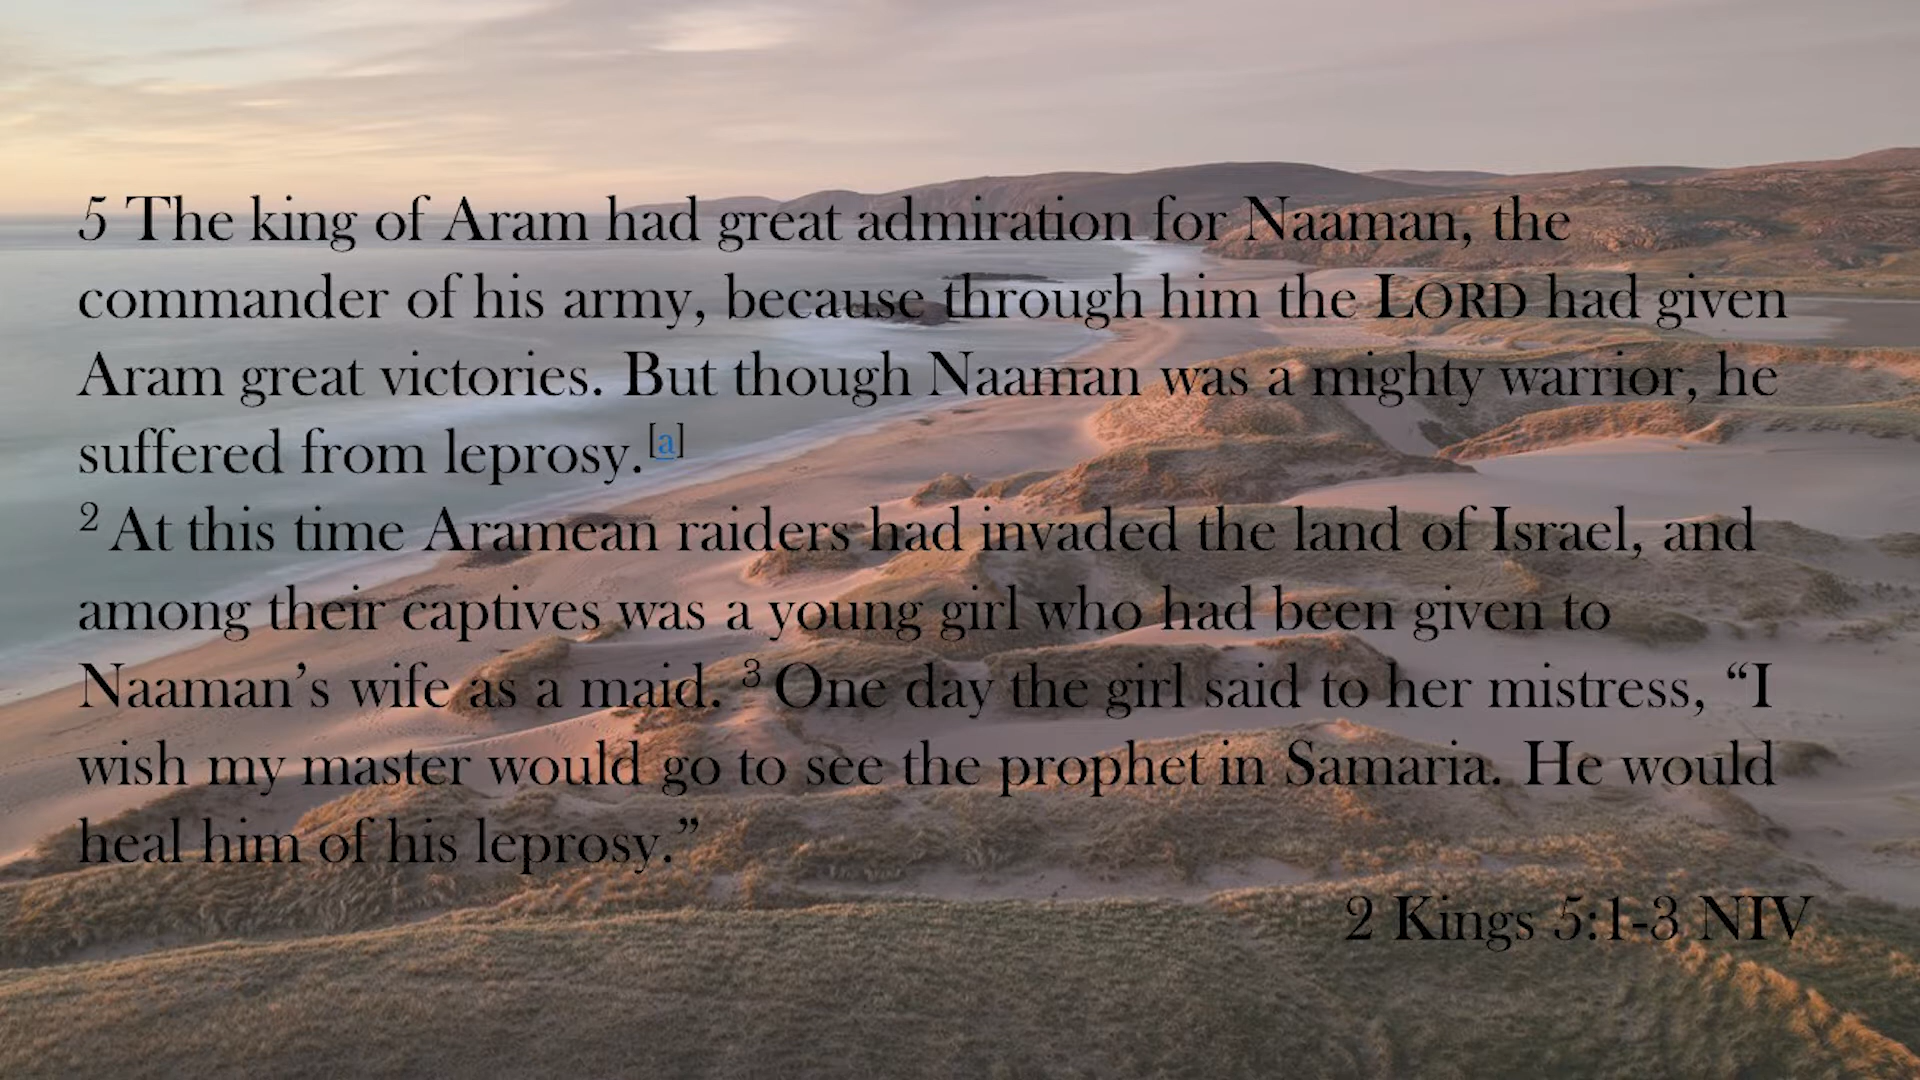 5 The king of Aram had great admiration for Naaman, the
commander of his army, because through him the LORD had given
Aram great victories. But though Naaman was a mighty warrior, he
suffered from leprosy.[a]
2 At this time Aramean raiders had invaded the land of Israel, and
among their captives was a young girl who had been given to
Naaman’s wife as a maid. 3 One day the girl said to her mistress, “I
wish my master would go to see the prophet in Samaria. He would
heal him of his leprosy.”
2 Kings 5:1-3 NIV